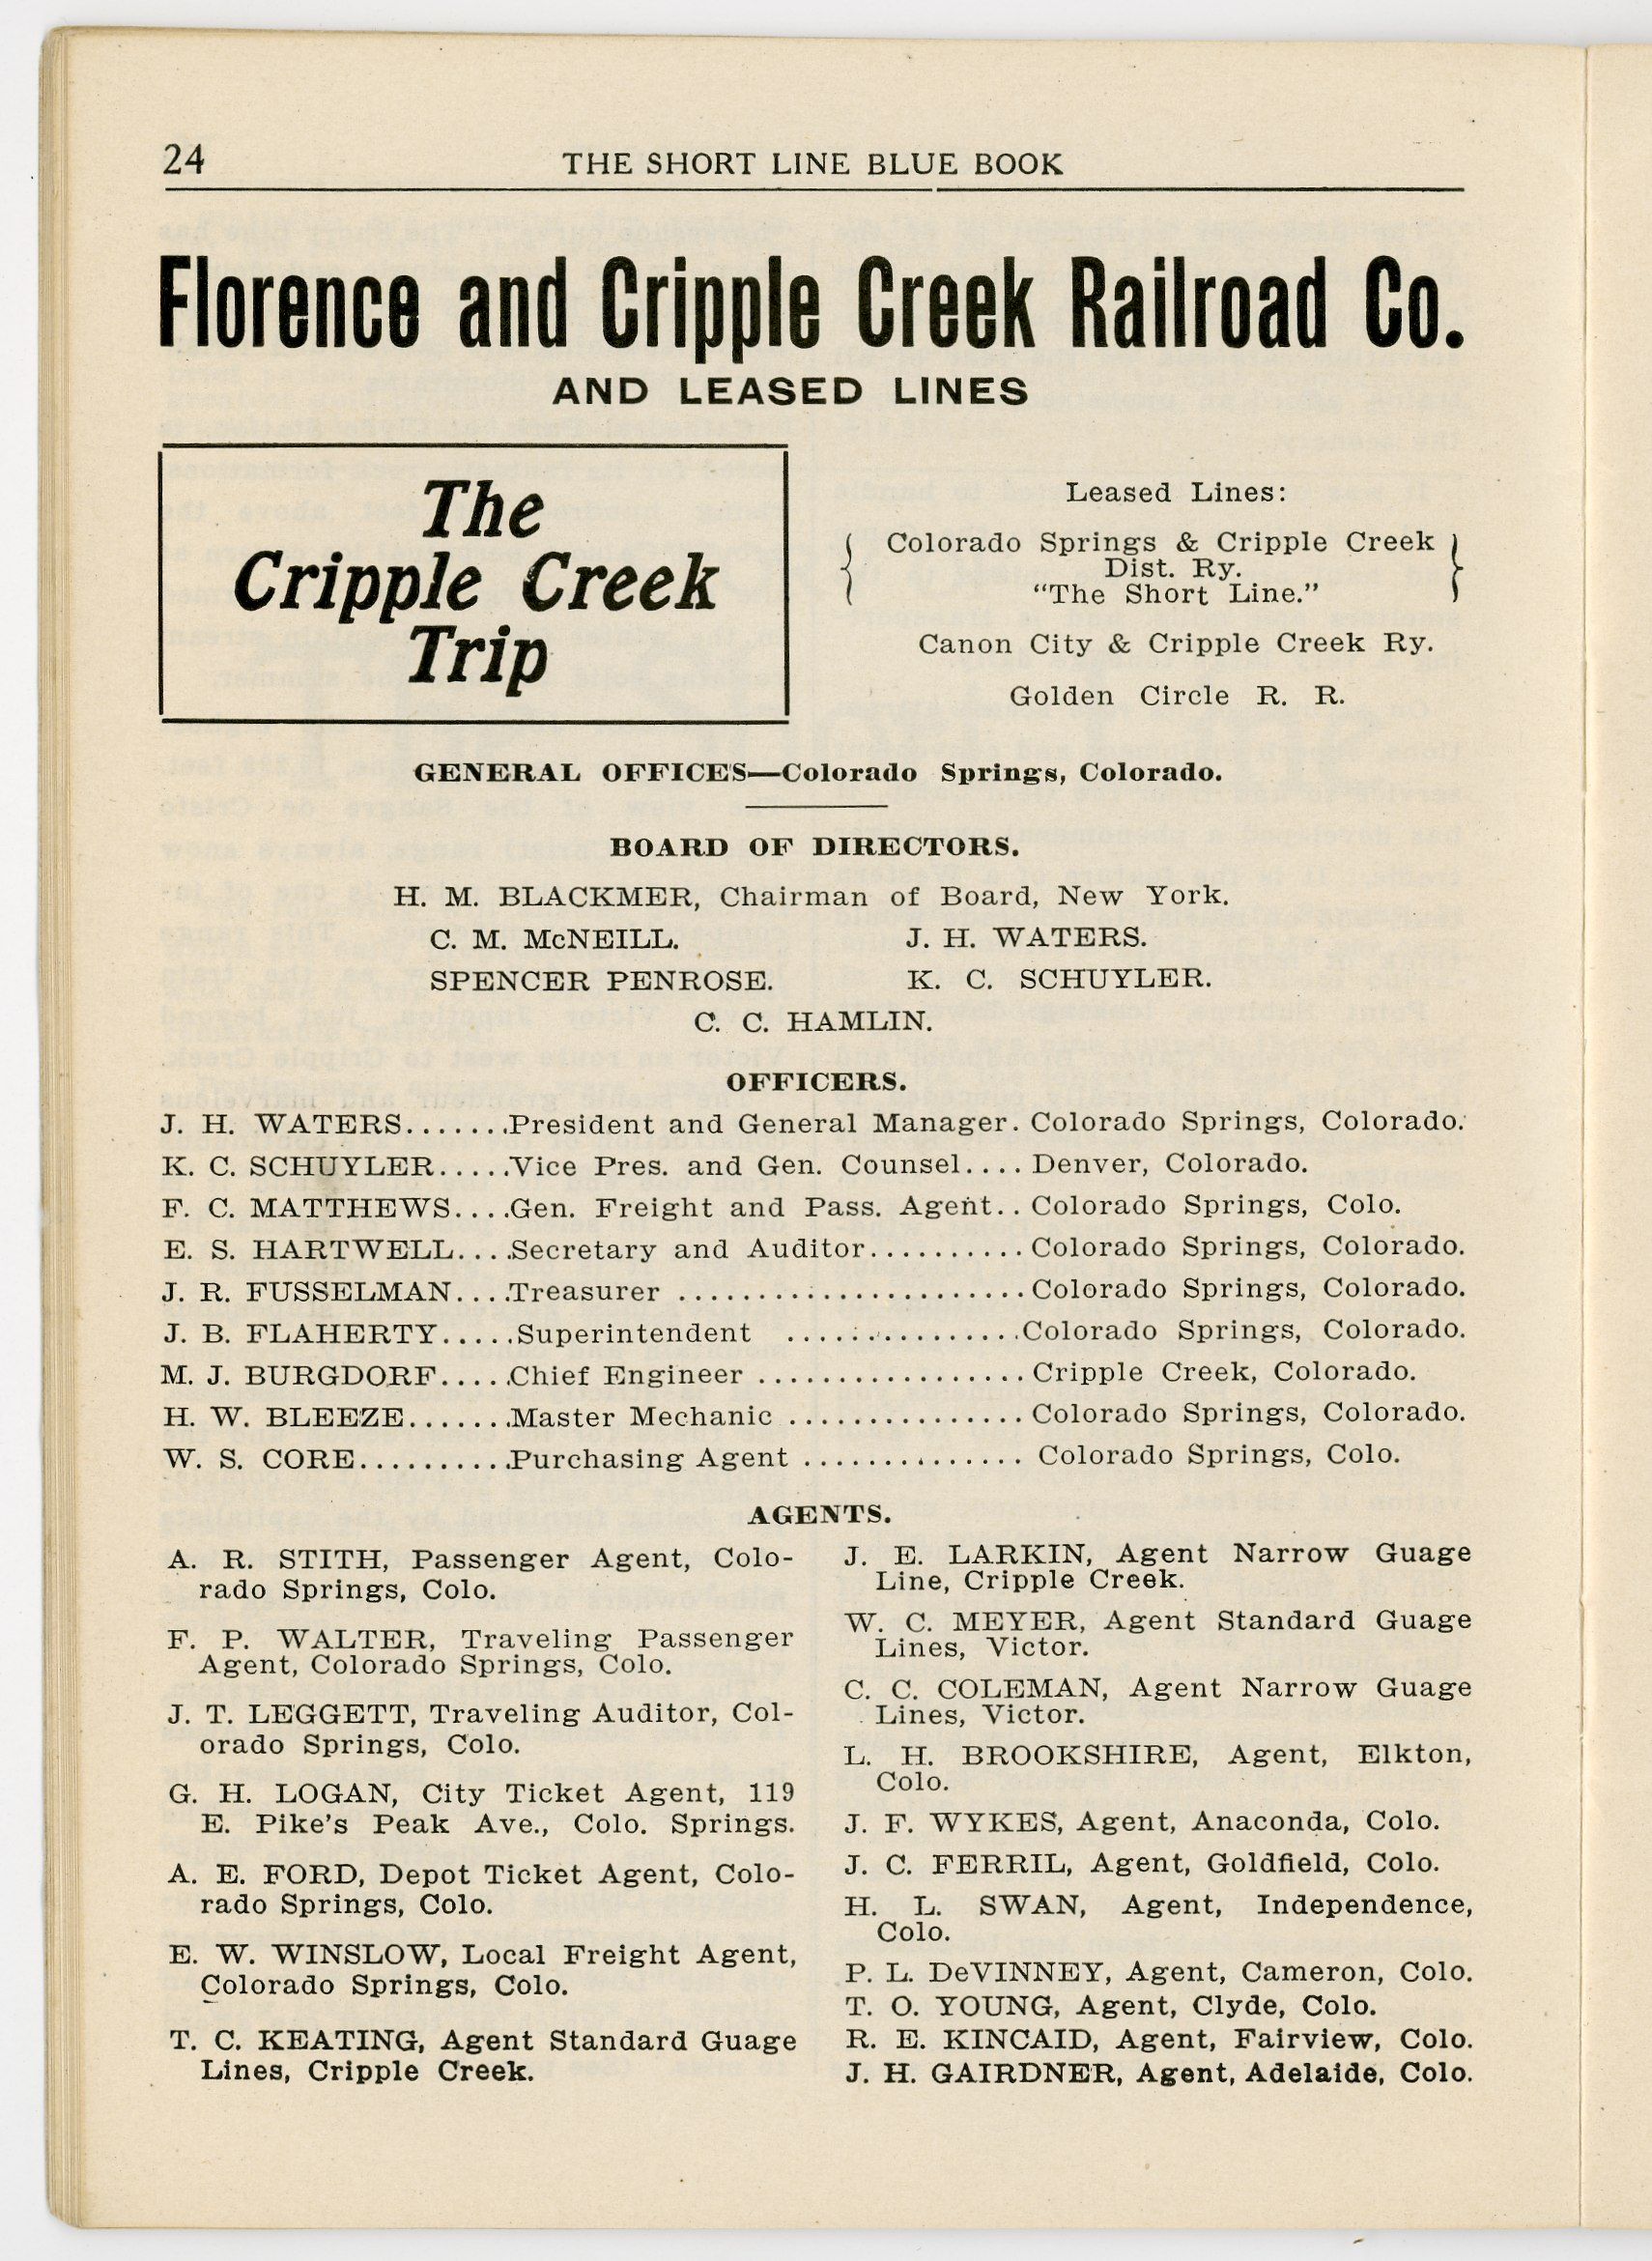 24
THE SHORT LINE BLUE BOOK
Florence and Cripple Creek Railroad Co.
AND LEASED LINES
The
Cripple Creek
Trip
Leased Lines:
Colorado Springs & Cripple Creek
Dist. Ry.
“The Short Line.”
Canon City & Cripple Creek Ry.
Golden Circle R. R.
GENERAL OFFICES—Colorado Springs, Colorado.
BOARD OF DIRECTORS.
H. M. BLACKMER, Chairman of Board, New York.
C. M. McNEILL. J. H. WATERS.
SPENCER PENROSE. K. C. SCHUYLER.
C. C. HAMLIN.
OFFICERS.
J. H. WATERS.......President and General Manager. Colorado Springs, Colorado.
K. C. SCHUYLER.....Vice Pres. and Gen. Counsel.... Denver, Colorado.
F. C. MATTHEWS....Gen. Freight and Pass. Agent.. Colorado Springs, Colo.
E. S. HARTWELL....Secretary and Auditor.......... Colorado Springs, Colorado.
J. R. FUSSELMAN....Treasurer ....................... Colorado Springs, Colorado.
J. B. FLAHERTY.....Superintendent ................Colorado Springs, Colorado.
M. J. BURGDORF.....Chief Engineer .................. Cripple Creek, Colorado.
H. W. BLEEZE.......Master Mechanic ............... Colorado Springs, Colorado.
W. S. CORE..........Purchasing Agent .............. Colorado Springs, Colo.
AGENTS.
A. R. STITH, Passenger Agent, Colo-
rado Springs, Colo.
F. P. WALTER, Traveling Passenger
Agent, Colorado Springs, Colo.
J. T. LEGGETT, Traveling Auditor, Col-
orado Springs, Colo.
G. H. LOGAN, City Ticket Agent, 119
E. Pike's Peak Ave., Colo. Springs.
A. E. FORD, Depot Ticket Agent, Colo-
rado Springs, Colo.
E. W. WINSLOW, Local Freight Agent,
Colorado Springs, Colo.
T. C. KEATING, Agent Standard Guage
Lines, Cripple Creek.
J. E. LARKIN, Agent Narrow Guage
Line, Cripple Creek.
W. C. MEYER, Agent Standard Guage
Lines, Victor.
C. C. COLEMAN, Agent Narrow Guage
Lines, Victor.
L. H. BROOKSHIRE, Agent, Elkton,
Colo.
J. F. WYKES, Agent, Anaconda, Colo.
J. C. FERRIL, Agent, Goldfield, Colo.
H. L. SWAN, Agent, Independence,
Colo.
P. L. DeVINNEY, Agent, Cameron, Colo.
T. O. YOUNG, Agent, Clyde, Colo.
R. E. KINCAID, Agent, Fairview, Colo.
J. H. GAIRDNER, Agent, Adelaide, Colo.